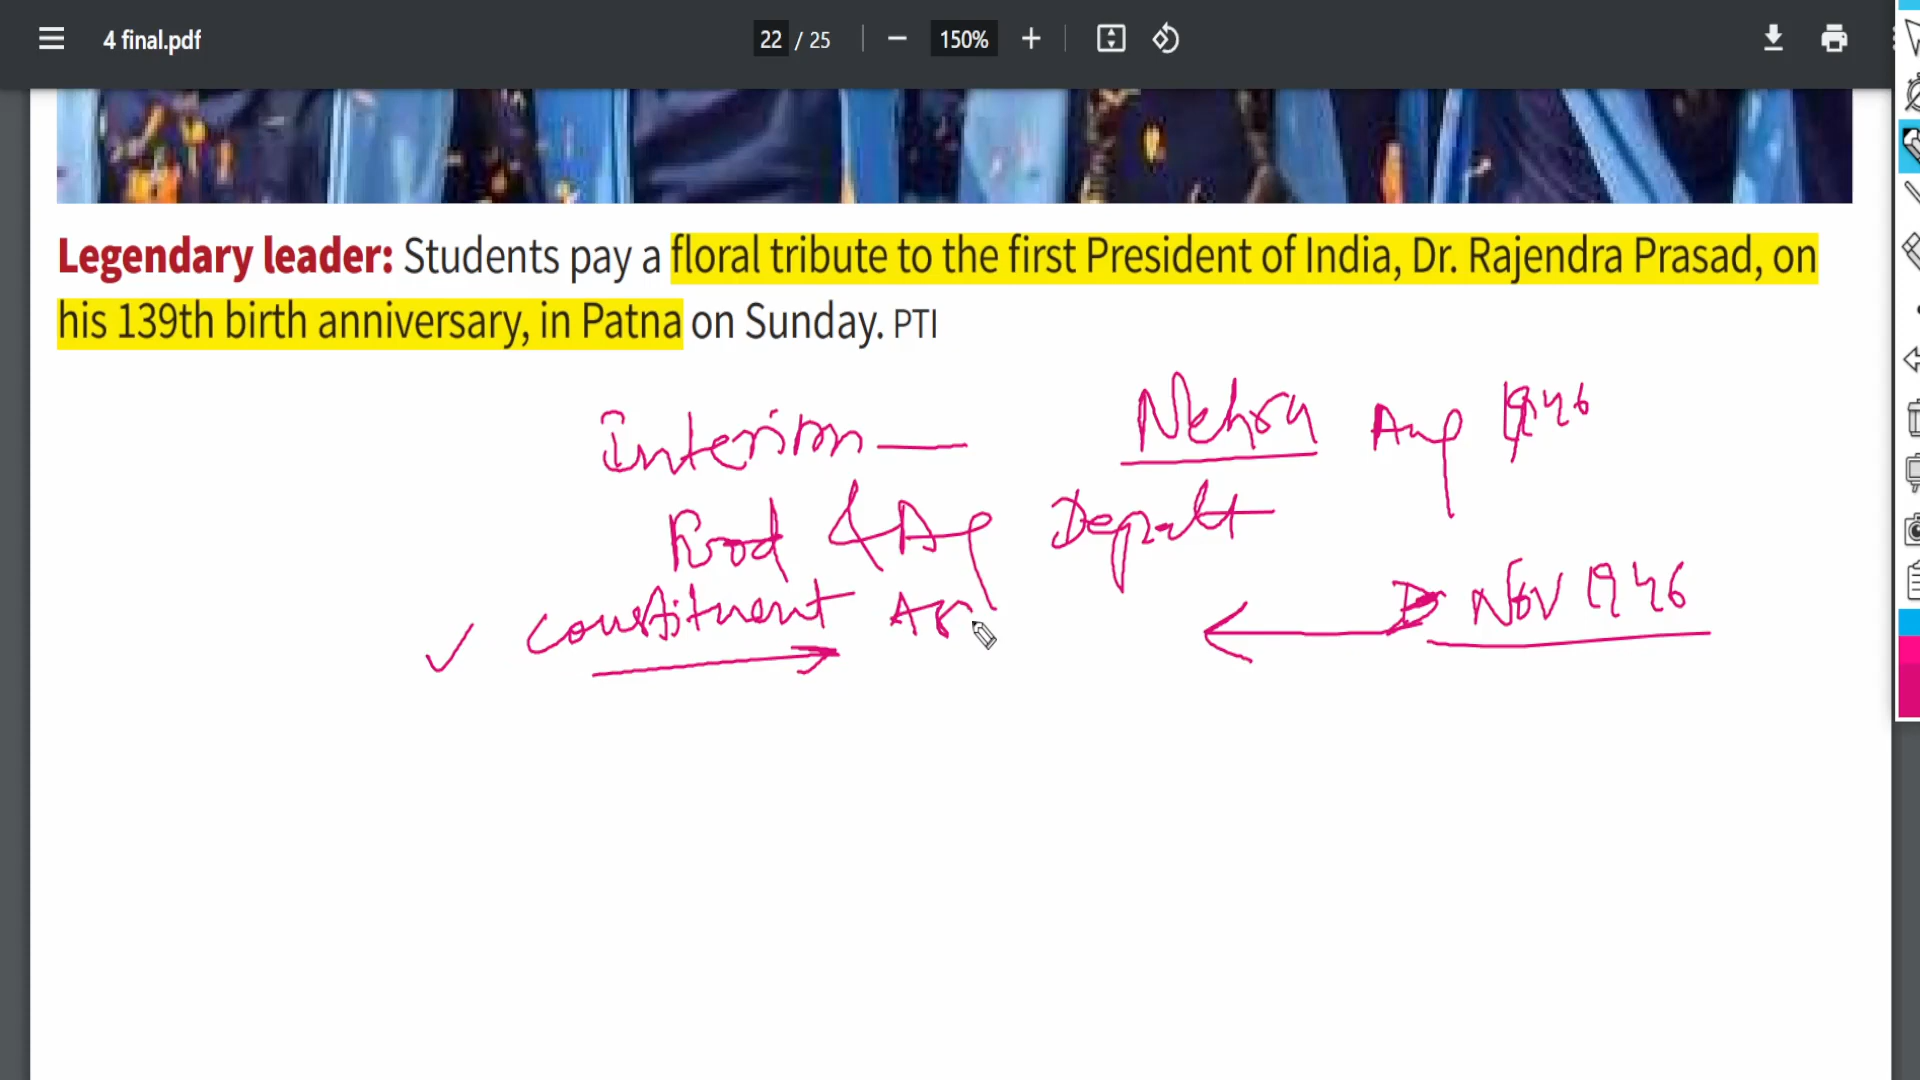 4 final.pdf
22 / 25
150%
Legendary leader: Students pay a floral tribute to the first President of India, Dr. Rajendra Prasad, on
his 139th birth anniversary, in Patna on Sunday. PTI
Interim — Nehru Aug 1946
Food & Ag Depatt
✓ Constituent As Nov 1946